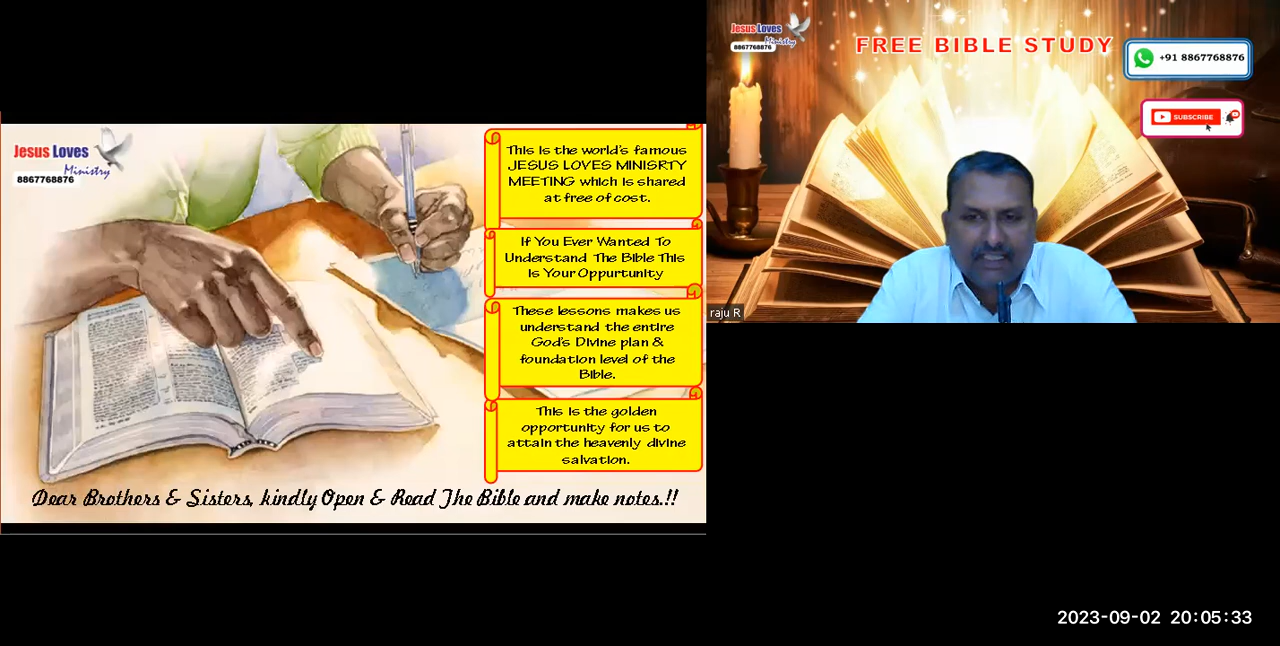 Jesus Loves
Ministry
8867768876
This is the world's famous
JESUS LOVES MINISRTY
MEETING which is shared
at free of cost.
If You Ever Wanted To
Understand The Bible This
Is Your Oppurtunity
These lessons makes us
understand the entire
God's Divine plan &
foundation level of the
Bible.
This is the golden
opportunity for us to
attain the heavenly divine
salvation.
Dear Brothers & Sisters, kindly Open & Read The Bible and make notes.!!
Jesus Loves
Ministry
8867768876
FREE BIBLE STUDY
+91 8867768876
SUBSCRIBE
raju R
2023-09-02 20:05:33